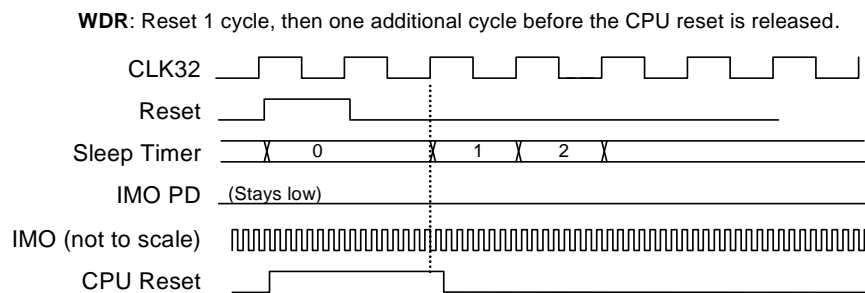 WDR: Reset 1 cycle, then one additional cycle before the CPU reset is released.
CLK32
Reset
Sleep Timer 0 1 2
IMO PD (Stays low)
IMO (not to scale)
CPU Reset